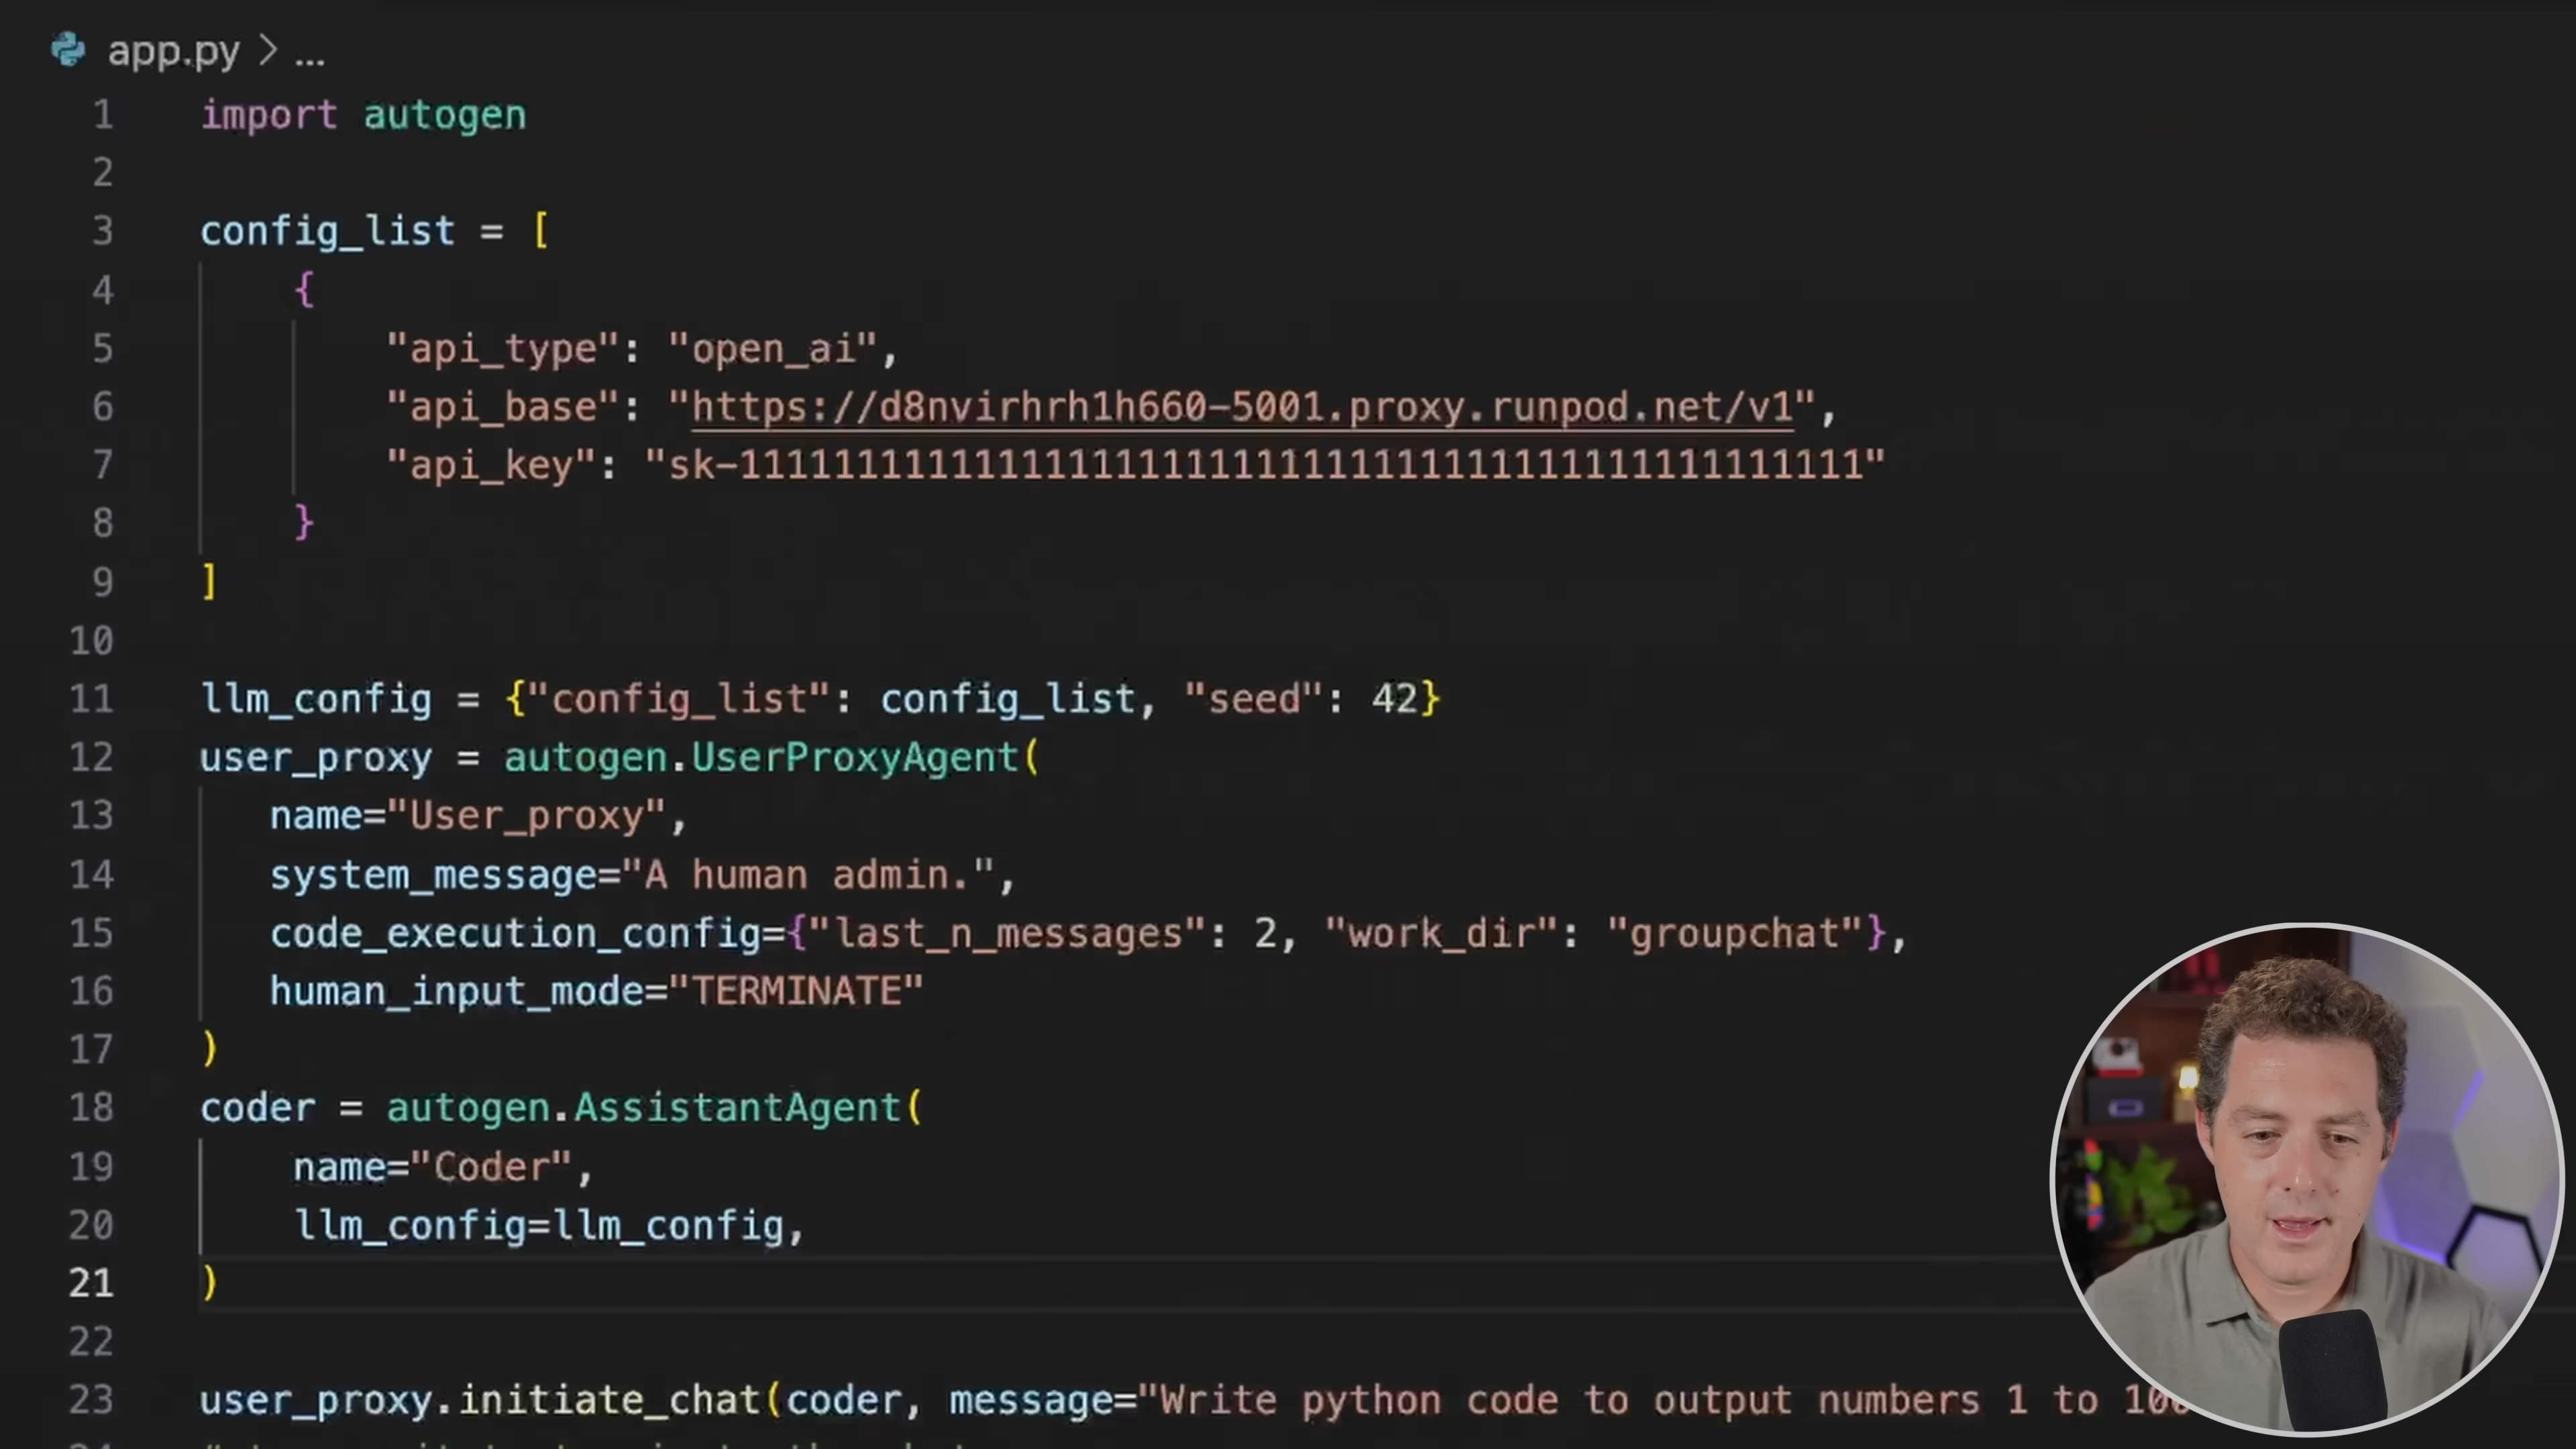 app.py > ...
1 import autogen
2
3 config_list = [
4 {
5 "api_type": "open_ai",
6 "api_base": "https://d8nvirhrh1h660-5001.proxy.runpod.net/v1",
7 "api_key": "sk-111111111111111111111111111111111111111111111111"
8 }
9 ]
10
11 llm_config = {"config_list": config_list, "seed": 42}
12 user_proxy = autogen.UserProxyAgent(
13 name="User_proxy",
14 system_message="A human admin.",
15 code_execution_config={"last_n_messages": 2, "work_dir": "groupchat"},
16 human_input_mode="TERMINATE"
17 )
18 coder = autogen.AssistantAgent(
19 name="Coder",
20 llm_config=llm_config,
21 )
22
23 user_proxy.initiate_chat(coder, message="Write python code to output numbers 1 to